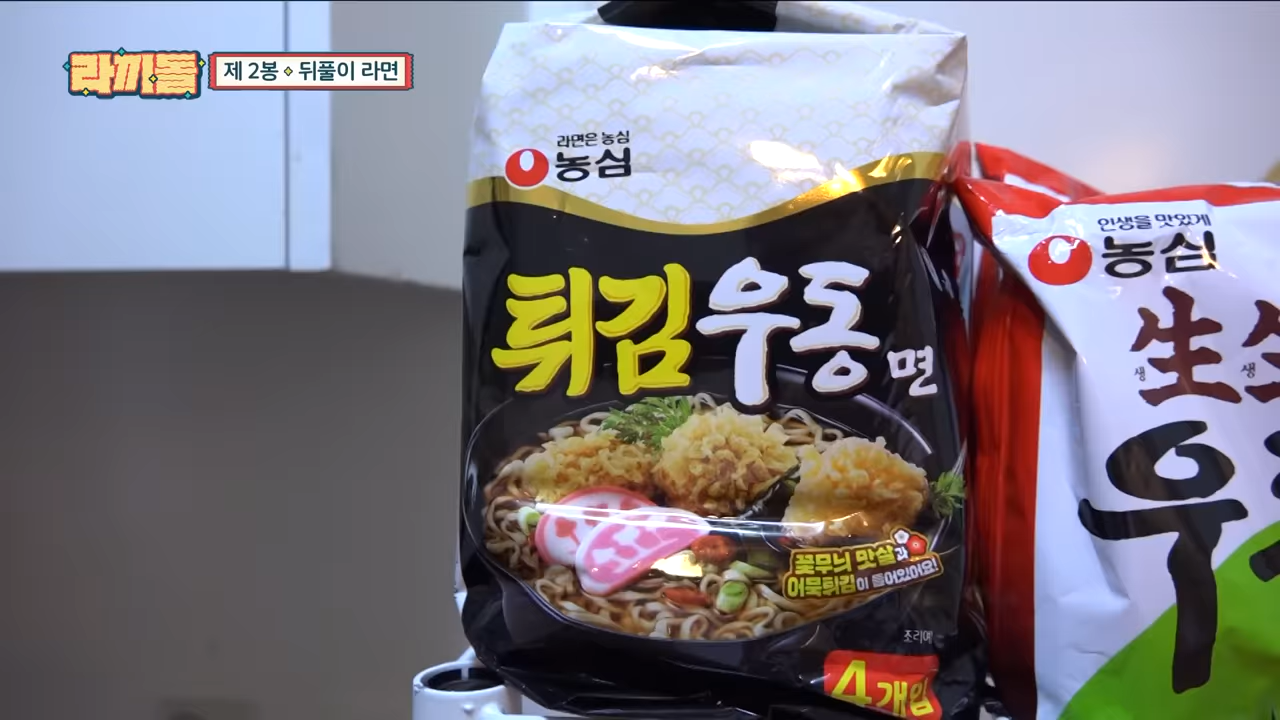 라끼돌
제 2봉 뒤풀이 라면
라면은 농심
농심
튀김우동면
꽃무늬 맛살과
어묵튀김이 들어있어요!
조리예
4개입
인생을 맛있게
농심
生生
생 생